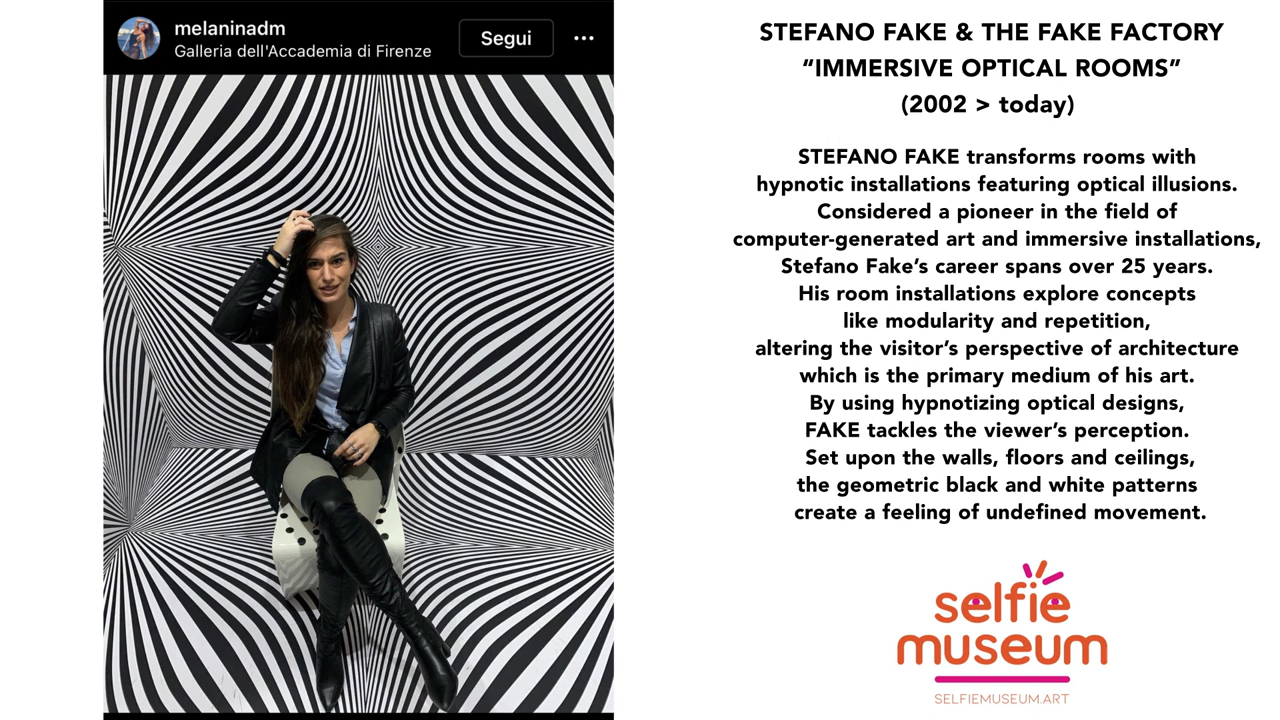 melaninadm
Galleria dell'Accademia di Firenze
Segui
STEFANO FAKE & THE FAKE FACTORY
“IMMERSIVE OPTICAL ROOMS”
(2002 > today)
STEFANO FAKE transforms rooms with
hypnotic installations featuring optical illusions.
Considered a pioneer in the field of
computer-generated art and immersive installations,
Stefano Fake’s career spans over 25 years.
His room installations explore concepts
like modularity and repetition,
altering the visitor’s perspective of architecture
which is the primary medium of his art.
By using hypnotizing optical designs,
FAKE tackles the viewer’s perception.
Set upon the walls, floors and ceilings,
the geometric black and white patterns
create a feeling of undefined movement.
selfie
museum
SELFIEMUSEUM.ART